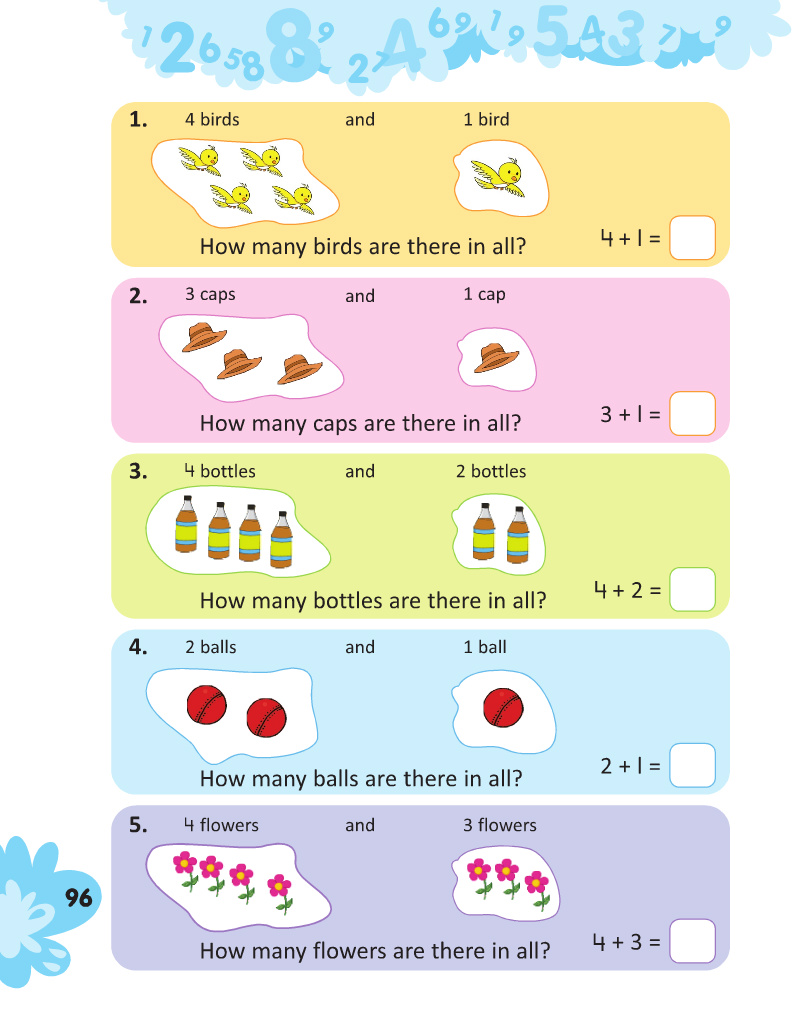 1 2 6 5 8 8 9 2 7 4 6 9 1 9 5 4 3 7 9
1. 4 birds and 1 bird
How many birds are there in all? 4 + 1 =
2. 3 caps and 1 cap
How many caps are there in all? 3 + 1 =
3. 4 bottles and 2 bottles
How many bottles are there in all? 4 + 2 =
4. 2 balls and 1 ball
How many balls are there in all? 2 + 1 =
5. 4 flowers and 3 flowers
How many flowers are there in all? 4 + 3 =
96